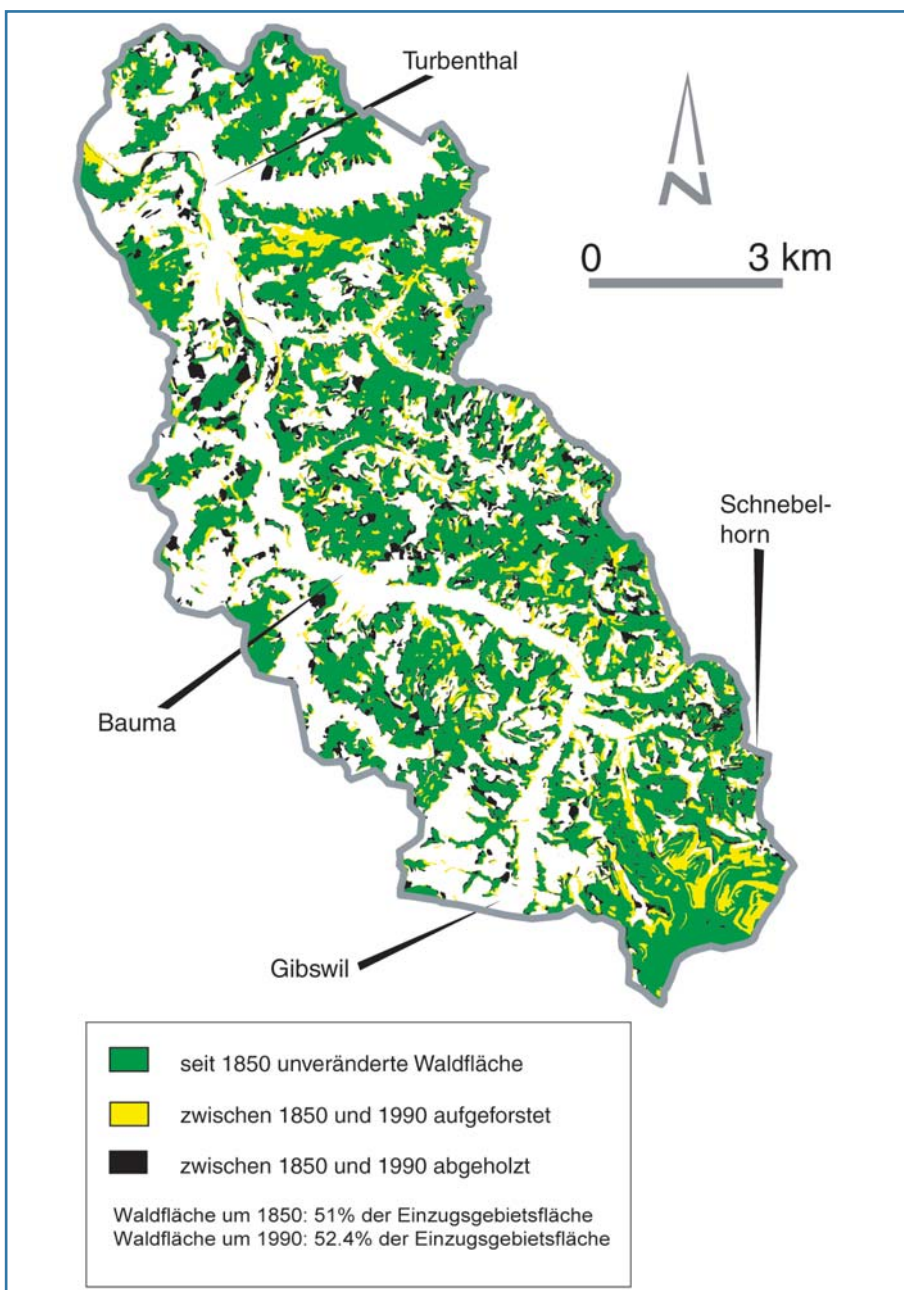 Turbenthal
N
0 3 km
Schnebel-
horn
Bauma
Gibswil
seit 1850 unveränderte Waldfläche
zwischen 1850 und 1990 aufgeforstet
zwischen 1850 und 1990 abgeholzt
Waldfläche um 1850: 51% der Einzugsgebietsfläche
Waldfläche um 1990: 52.4% der Einzugsgebietsfläche